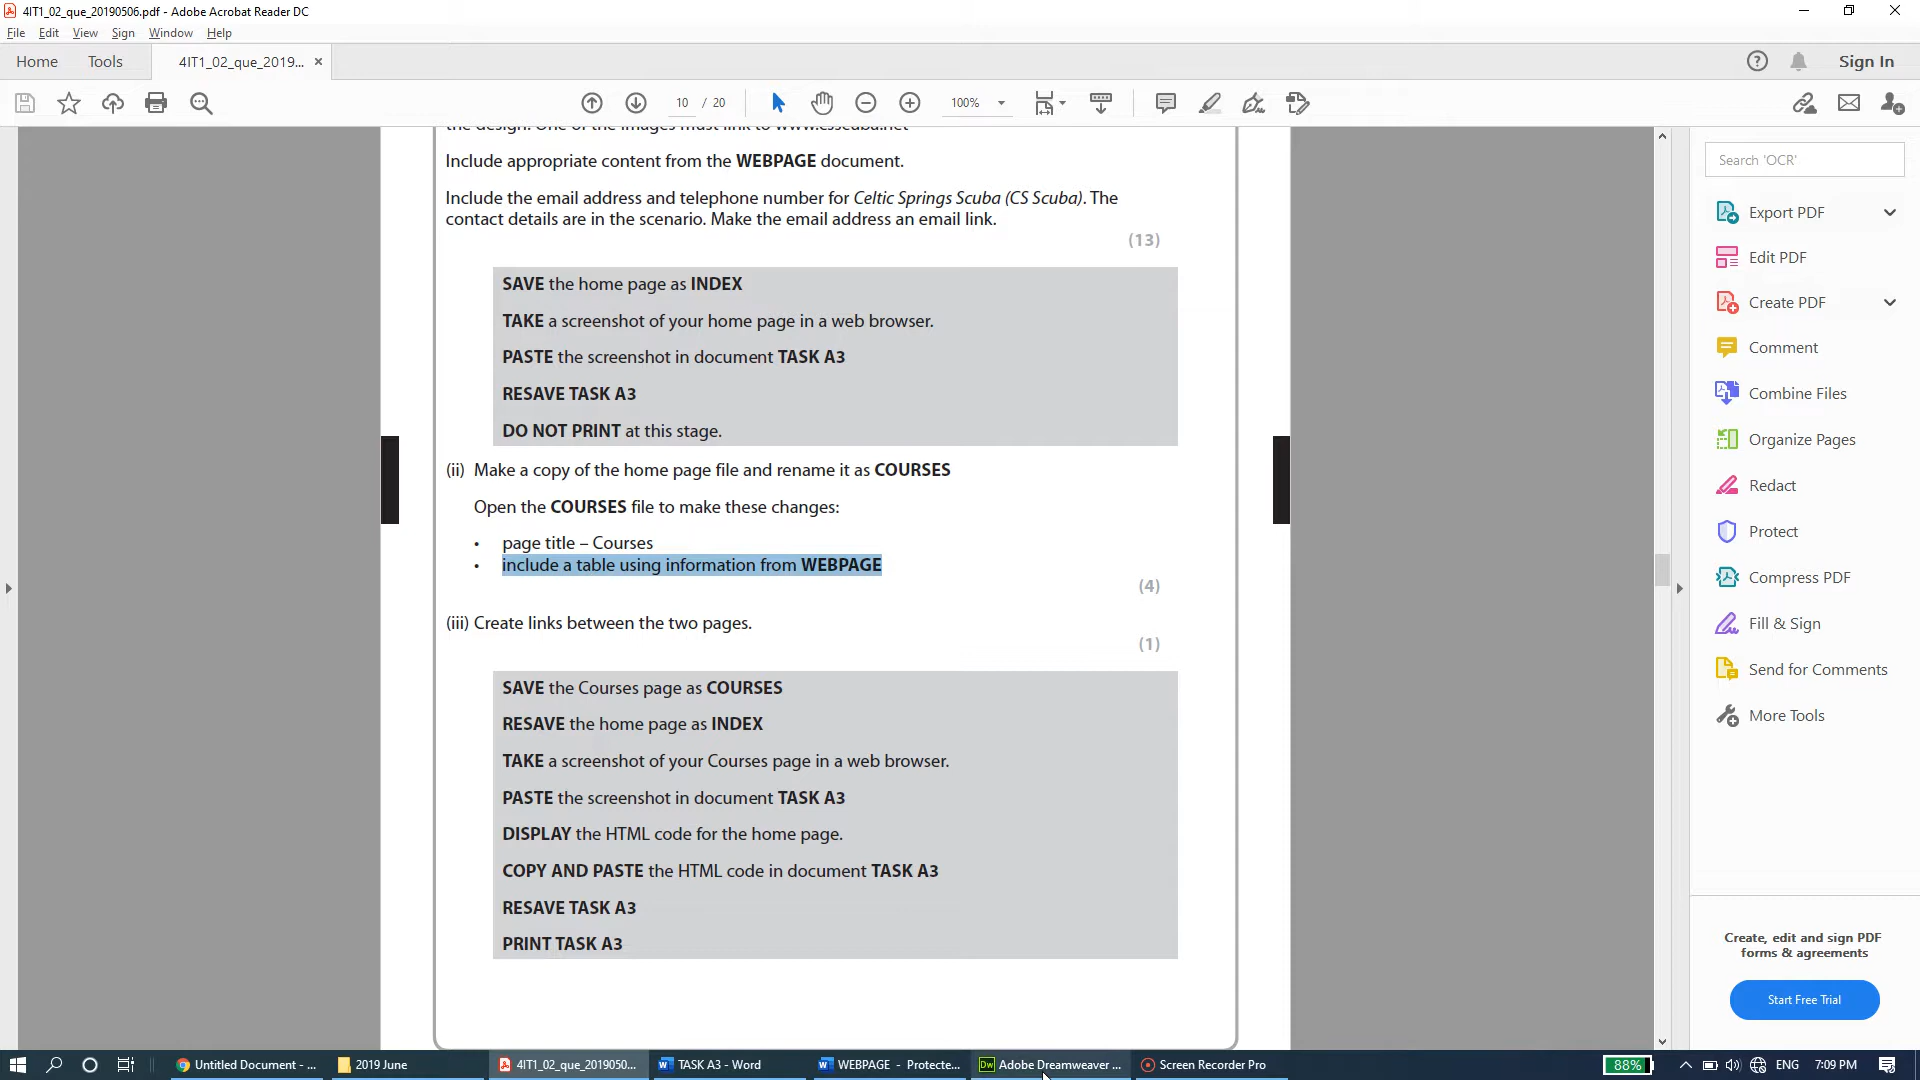 4IT1_02_que_20190506.pdf - Adobe Acrobat Reader DC
File Edit View Sign Window Help
Home Tools 4IT1_02_que_2019... × Sign In
10 / 20 100%
the design. One of the images must link to www.csscuba.net
Include appropriate content from the WEBPAGE document.
Include the email address and telephone number for Celtic Springs Scuba (CS Scuba). The
contact details are in the scenario. Make the email address an email link.
(13)
SAVE the home page as INDEX
TAKE a screenshot of your home page in a web browser.
PASTE the screenshot in document TASK A3
RESAVE TASK A3
DO NOT PRINT at this stage.
(ii) Make a copy of the home page file and rename it as COURSES
Open the COURSES file to make these changes:
• page title – Courses
• include a table using information from WEBPAGE
(4)
(iii) Create links between the two pages.
(1)
SAVE the Courses page as COURSES
RESAVE the home page as INDEX
TAKE a screenshot of your Courses page in a web browser.
PASTE the screenshot in document TASK A3
DISPLAY the HTML code for the home page.
COPY AND PASTE the HTML code in document TASK A3
RESAVE TASK A3
PRINT TASK A3
Search 'OCR'
Export PDF
Edit PDF
Create PDF
Comment
Combine Files
Organize Pages
Redact
Protect
Compress PDF
Fill & Sign
Send for Comments
More Tools
Create, edit and sign PDF
forms & agreements
Start Free Trial
Untitled Document - ... 2019 June 4IT1_02_que_2019050... TASK A3 - Word WEBPAGE - Protecte... Adobe Dreamweaver ... Screen Recorder Pro 88% ENG 7:09 PM